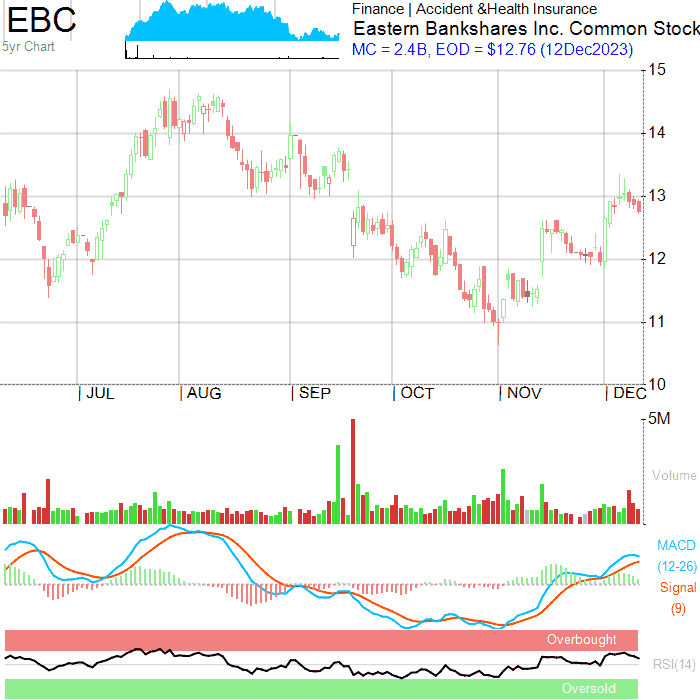 EBC
5yr Chart
Finance | Accident &Health Insurance
Eastern Bankshares Inc. Common Stock
MC = 2.4B, EOD = $12.76 (12Dec2023)
15
14
13
12
11
10
| JUL | AUG | SEP | OCT | NOV | DEC
5M
Volume
MACD
(12-26)
Signal
(9)
Overbought
RSI(14)
Oversold